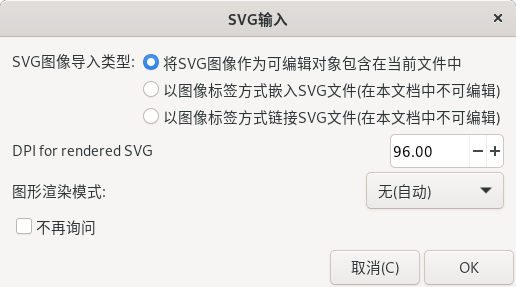 SVG输入
SVG图像导入类型: 将SVG图像作为可编辑对象包含在当前文件中
以图像标签方式嵌入SVG文件(在本文档中不可编辑)
以图像标签方式链接SVG文件(在本文档中不可编辑)
DPI for rendered SVG 96.00
图形渲染模式: 无(自动)
不再询问
取消(C) OK